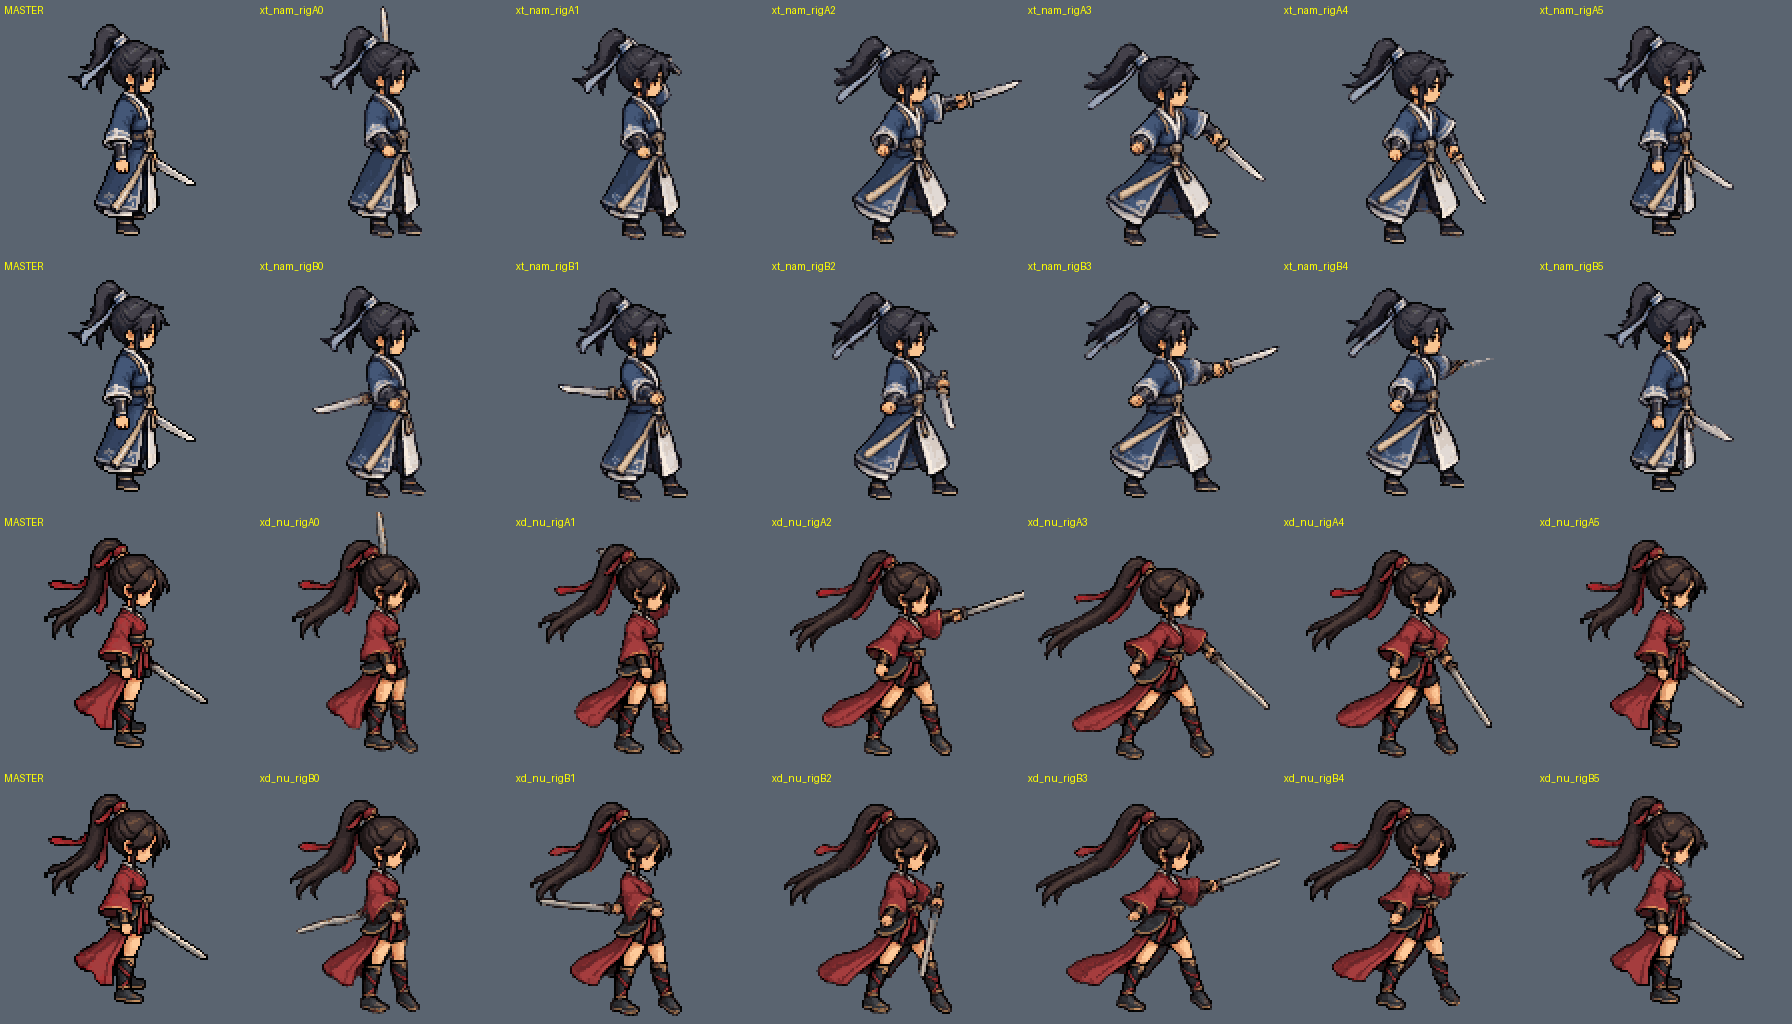 MASTER xt_nam_rigA0 xt_nam_rigA1 xt_nam_rigA2 xt_nam_rigA3 xt_nam_rigA4 xt_nam_rigA5
MASTER xt_nam_rigB0 xt_nam_rigB1 xt_nam_rigB2 xt_nam_rigB3 xt_nam_rigB4 xt_nam_rigB5
MASTER xd_nu_rigA0 xd_nu_rigA1 xd_nu_rigA2 xd_nu_rigA3 xd_nu_rigA4 xd_nu_rigA5
MASTER xd_nu_rigB0 xd_nu_rigB1 xd_nu_rigB2 xd_nu_rigB3 xd_nu_rigB4 xd_nu_rigB5